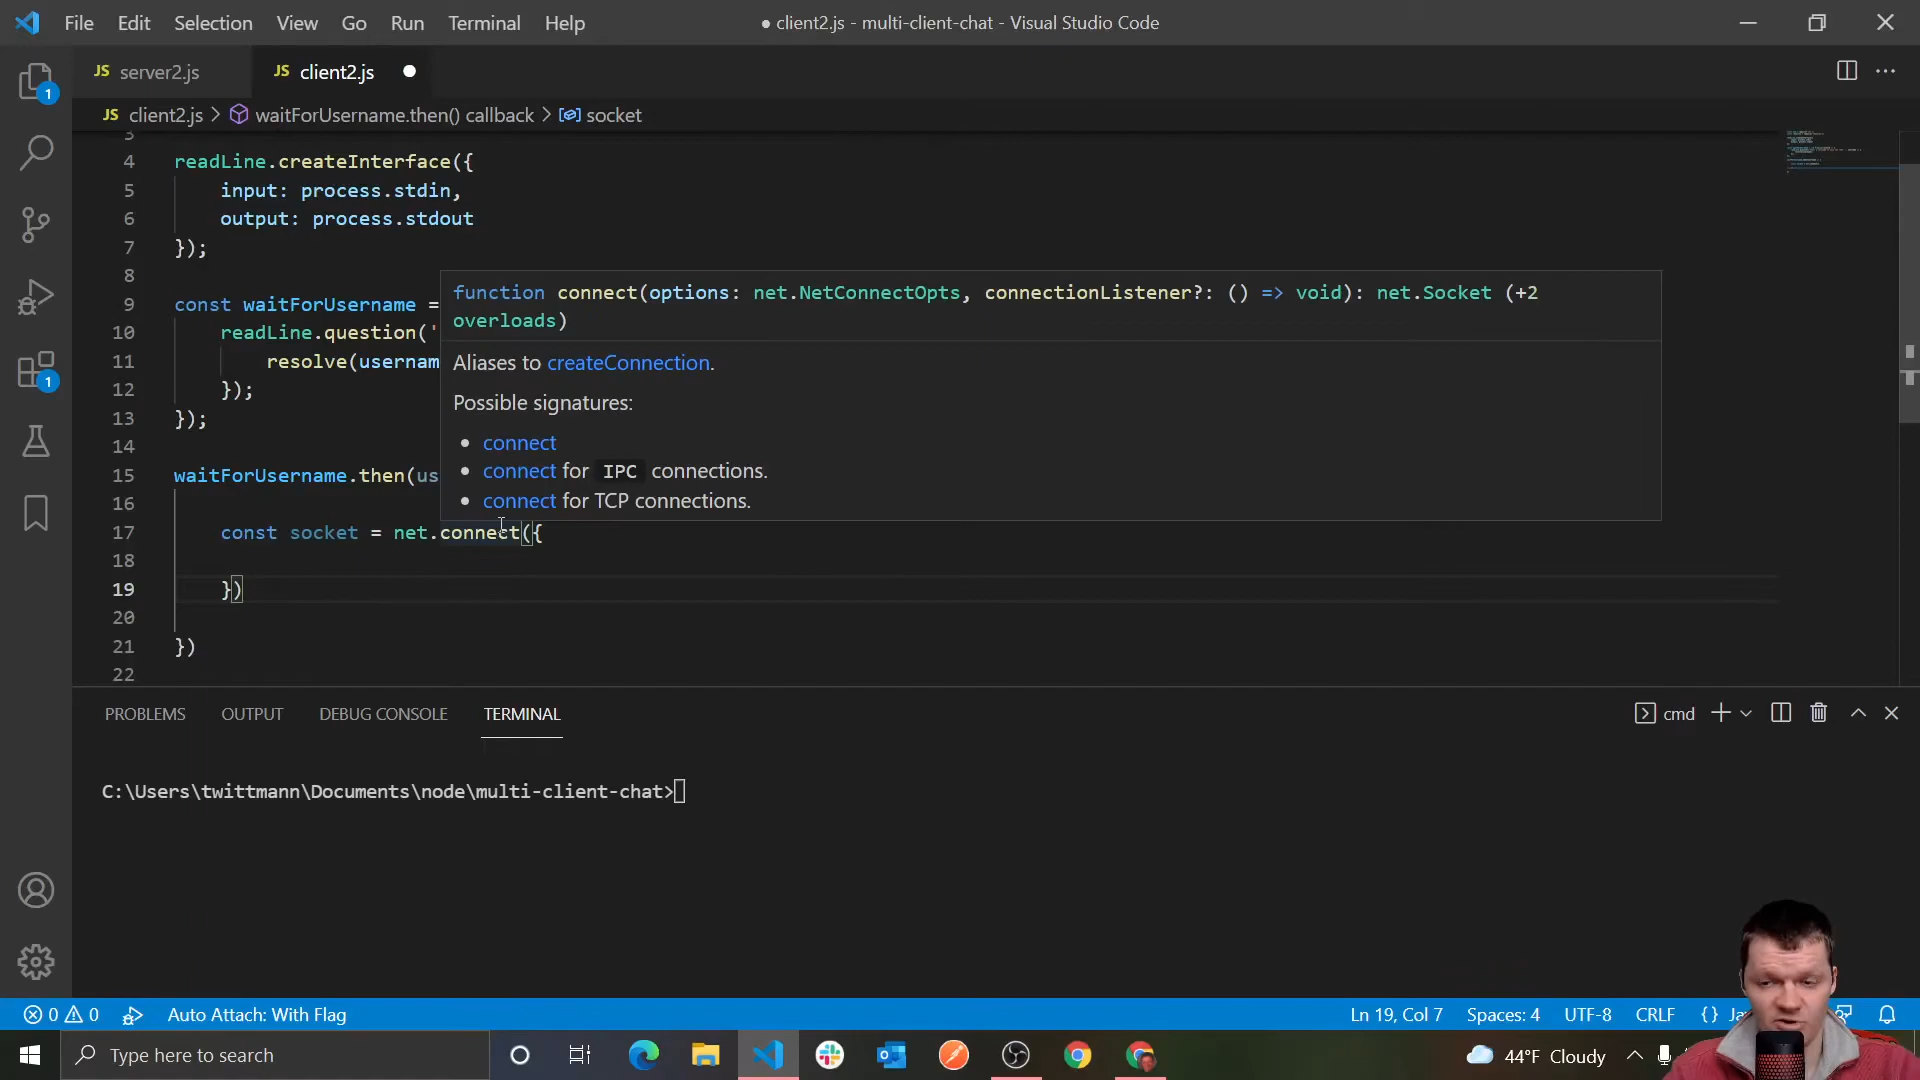 File Edit Selection View Go Run Terminal Help
● client2.js - multi-client-chat - Visual Studio Code
JS server2.js
JS client2.js ●
JS client2.js > waitForUsername.then() callback > socket
3
4 readLine.createInterface({
5 input: process.stdin,
6 output: process.stdout
7 });
8
9 const waitForUsername =
10 readLine.question('
11 resolve(usernam
12 });
13 });
14
15 waitForUsername.then(us
16
17 const socket = net.connect({
18
19 })
20
21 })
22
function connect(options: net.NetConnectOpts, connectionListener?: () => void): net.Socket (+2
overloads)
Aliases to createConnection.
Possible signatures:
• connect
• connect for IPC connections.
• connect for TCP connections.
1
1
PROBLEMS OUTPUT DEBUG CONSOLE TERMINAL
cmd
C:\Users\twittmann\Documents\node\multi-client-chat>
0 0 Auto Attach: With Flag
Ln 19, Col 7 Spaces: 4 UTF-8 CRLF {}
Type here to search
44°F Cloudy